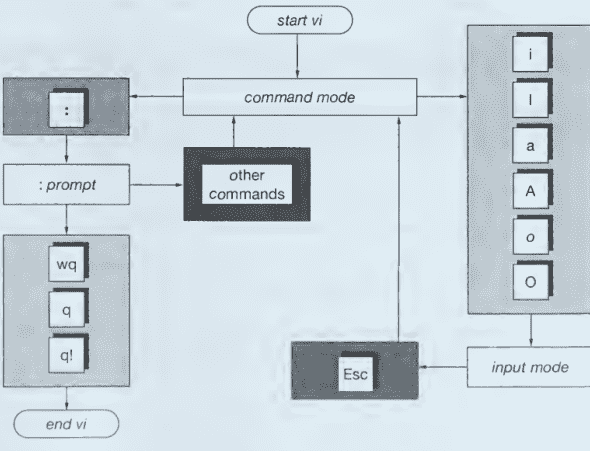 start vi
command mode
:
: prompt
other
commands
wq
q
q!
end vi
i
I
a
A
o
O
input mode
Esc